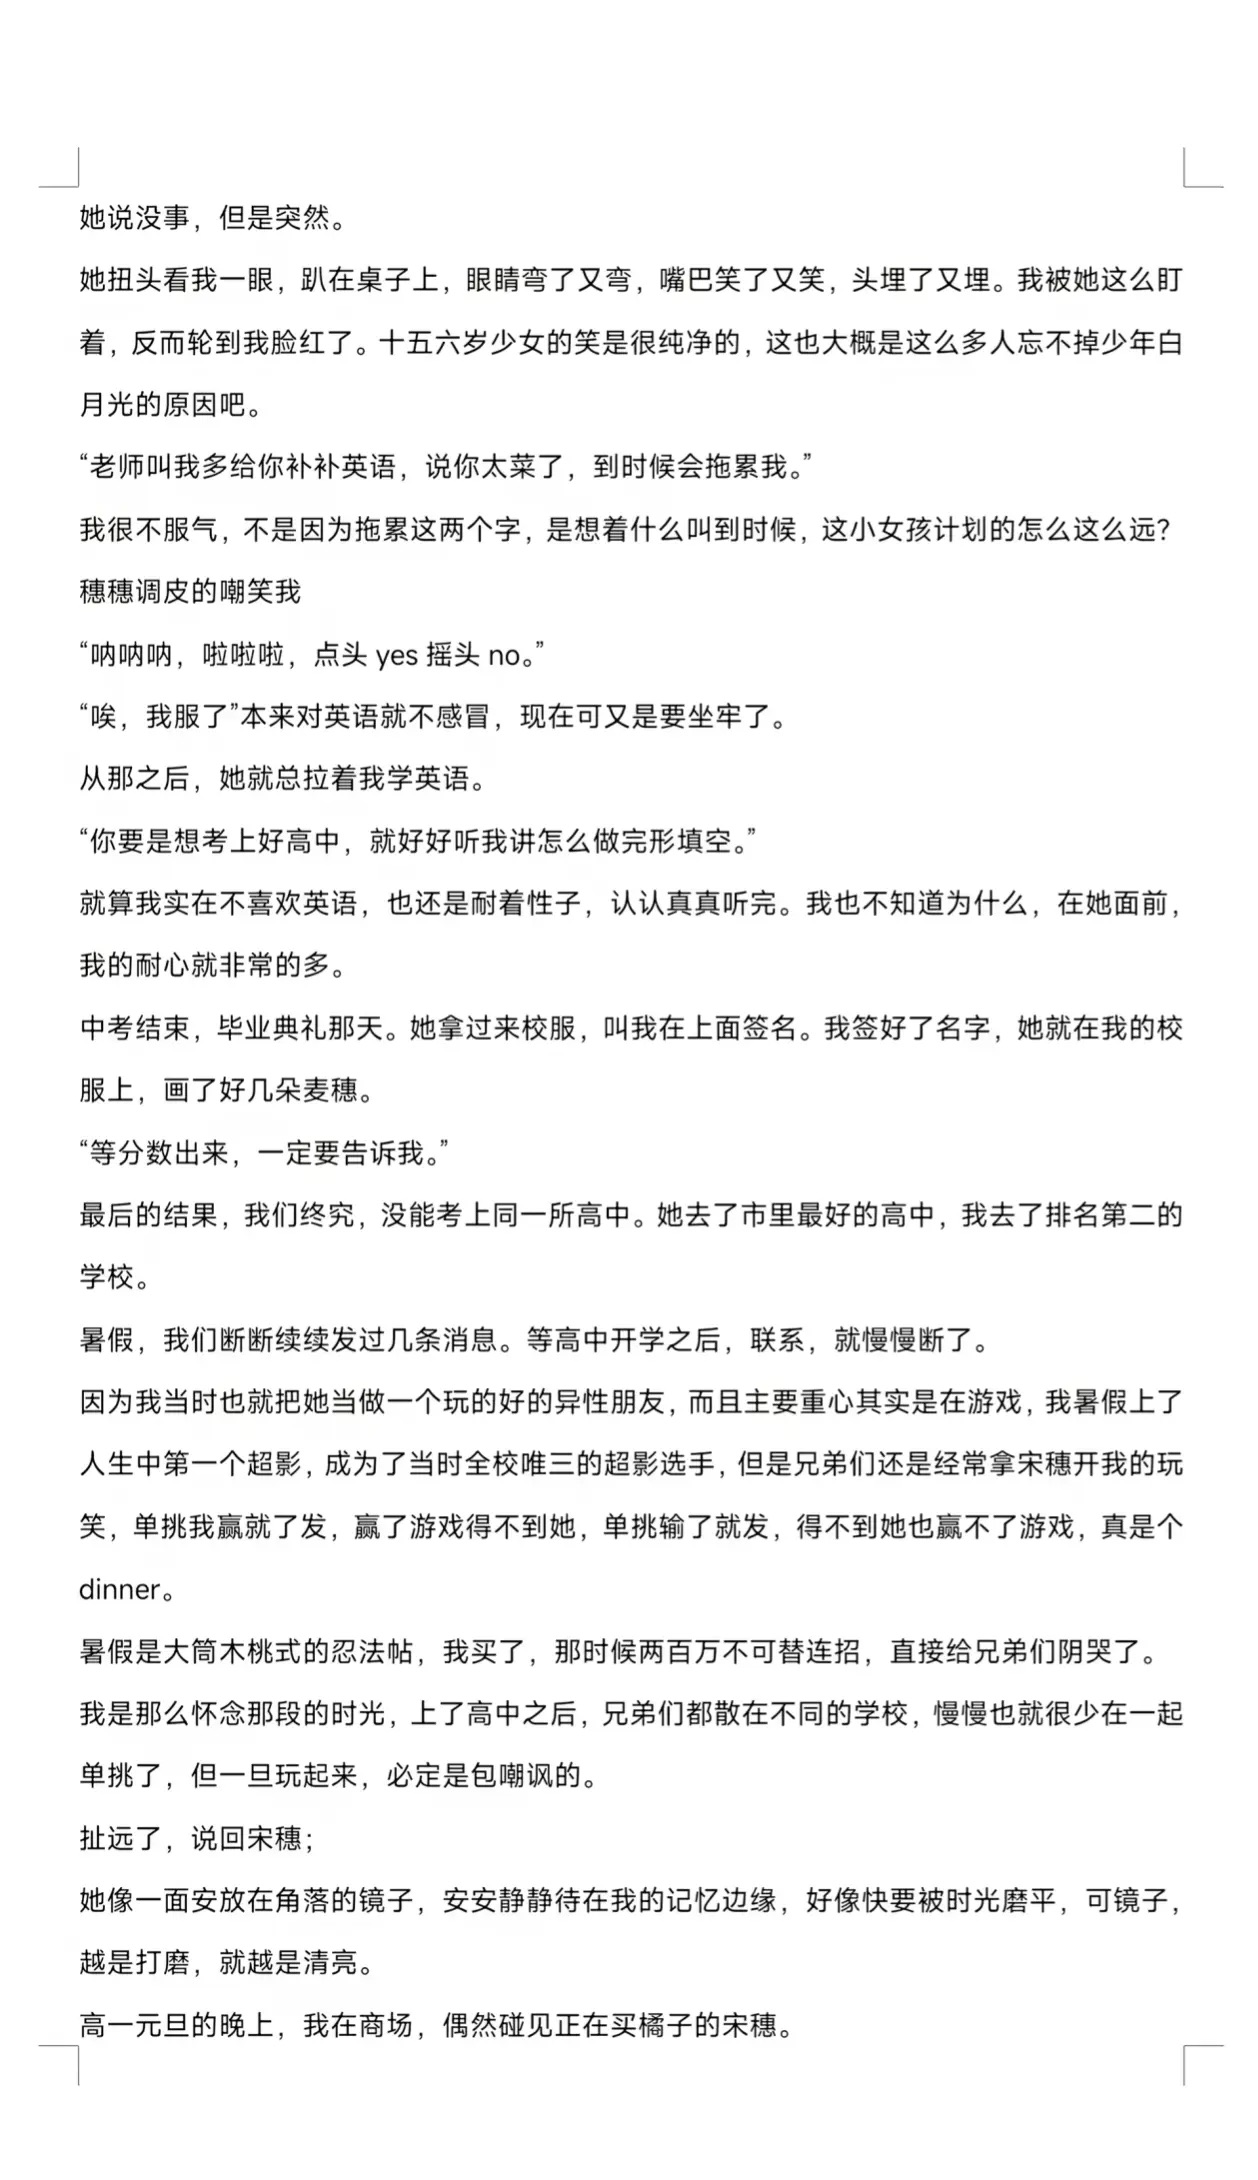 她说没事，但是突然。
她扭头看我一眼，趴在桌子上，眼睛弯了又弯，嘴巴笑了又笑，头埋了又埋。我被她这么盯
着，反而轮到我脸红了。十五六岁少女的笑是很纯净的，这也大概是这么多人忘不掉少年白
月光的原因吧。
“老师叫我多给你补补英语，说你太菜了，到时候会拖累我。”
我很不服气，不是因为拖累这两个字，是想着什么叫到时候，这小女孩计划的怎么这么远？
穗穗调皮的嘲笑我
“呐呐呐，啦啦啦，点头 yes 摇头 no。”
“唉，我服了”本来对英语就不感冒，现在可又是要坐牢了。
从那之后，她就总拉着我学英语。
“你要是想考上好高中，就好好听我讲怎么做完形填空。”
就算我实在不喜欢英语，也还是耐着性子，认认真真听完。我也不知道为什么，在她面前，
我的耐心就非常的多。
中考结束，毕业典礼那天。她拿过来校服，叫我在上面签名。我签好了名字，她就在我的校
服上，画了好几朵麦穗。
“等分数出来，一定要告诉我。”
最后的结果，我们终究，没能考上同一所高中。她去了市里最好的高中，我去了排名第二的
学校。
暑假，我们断断续续发过几条消息。等高中开学之后，联系，就慢慢断了。
因为我当时也就把她当做一个玩的好的异性朋友，而且主要重心其实是在游戏，我暑假上了
人生中第一个超影，成为了当时全校唯三的超影选手，但是兄弟们还是经常拿宋穗开我的玩
笑，单挑我赢就了发，赢了游戏得不到她，单挑输了就发，得不到她也赢不了游戏，真是个
dinner。
暑假是大筒木桃式的忍法帖，我买了，那时候两百万不可替连招，直接给兄弟们阴哭了。
我是那么怀念那段的时光，上了高中之后，兄弟们都散在不同的学校，慢慢也就很少在一起
单挑了，但一旦玩起来，必定是包嘲讽的。
扯远了，说回宋穗；
她像一面安放在角落的镜子，安安静静待在我的记忆边缘，好像快要被时光磨平，可镜子，
越是打磨，就越是清亮。
高一元旦的晚上，我在商场，偶然碰见正在买橘子的宋穗。